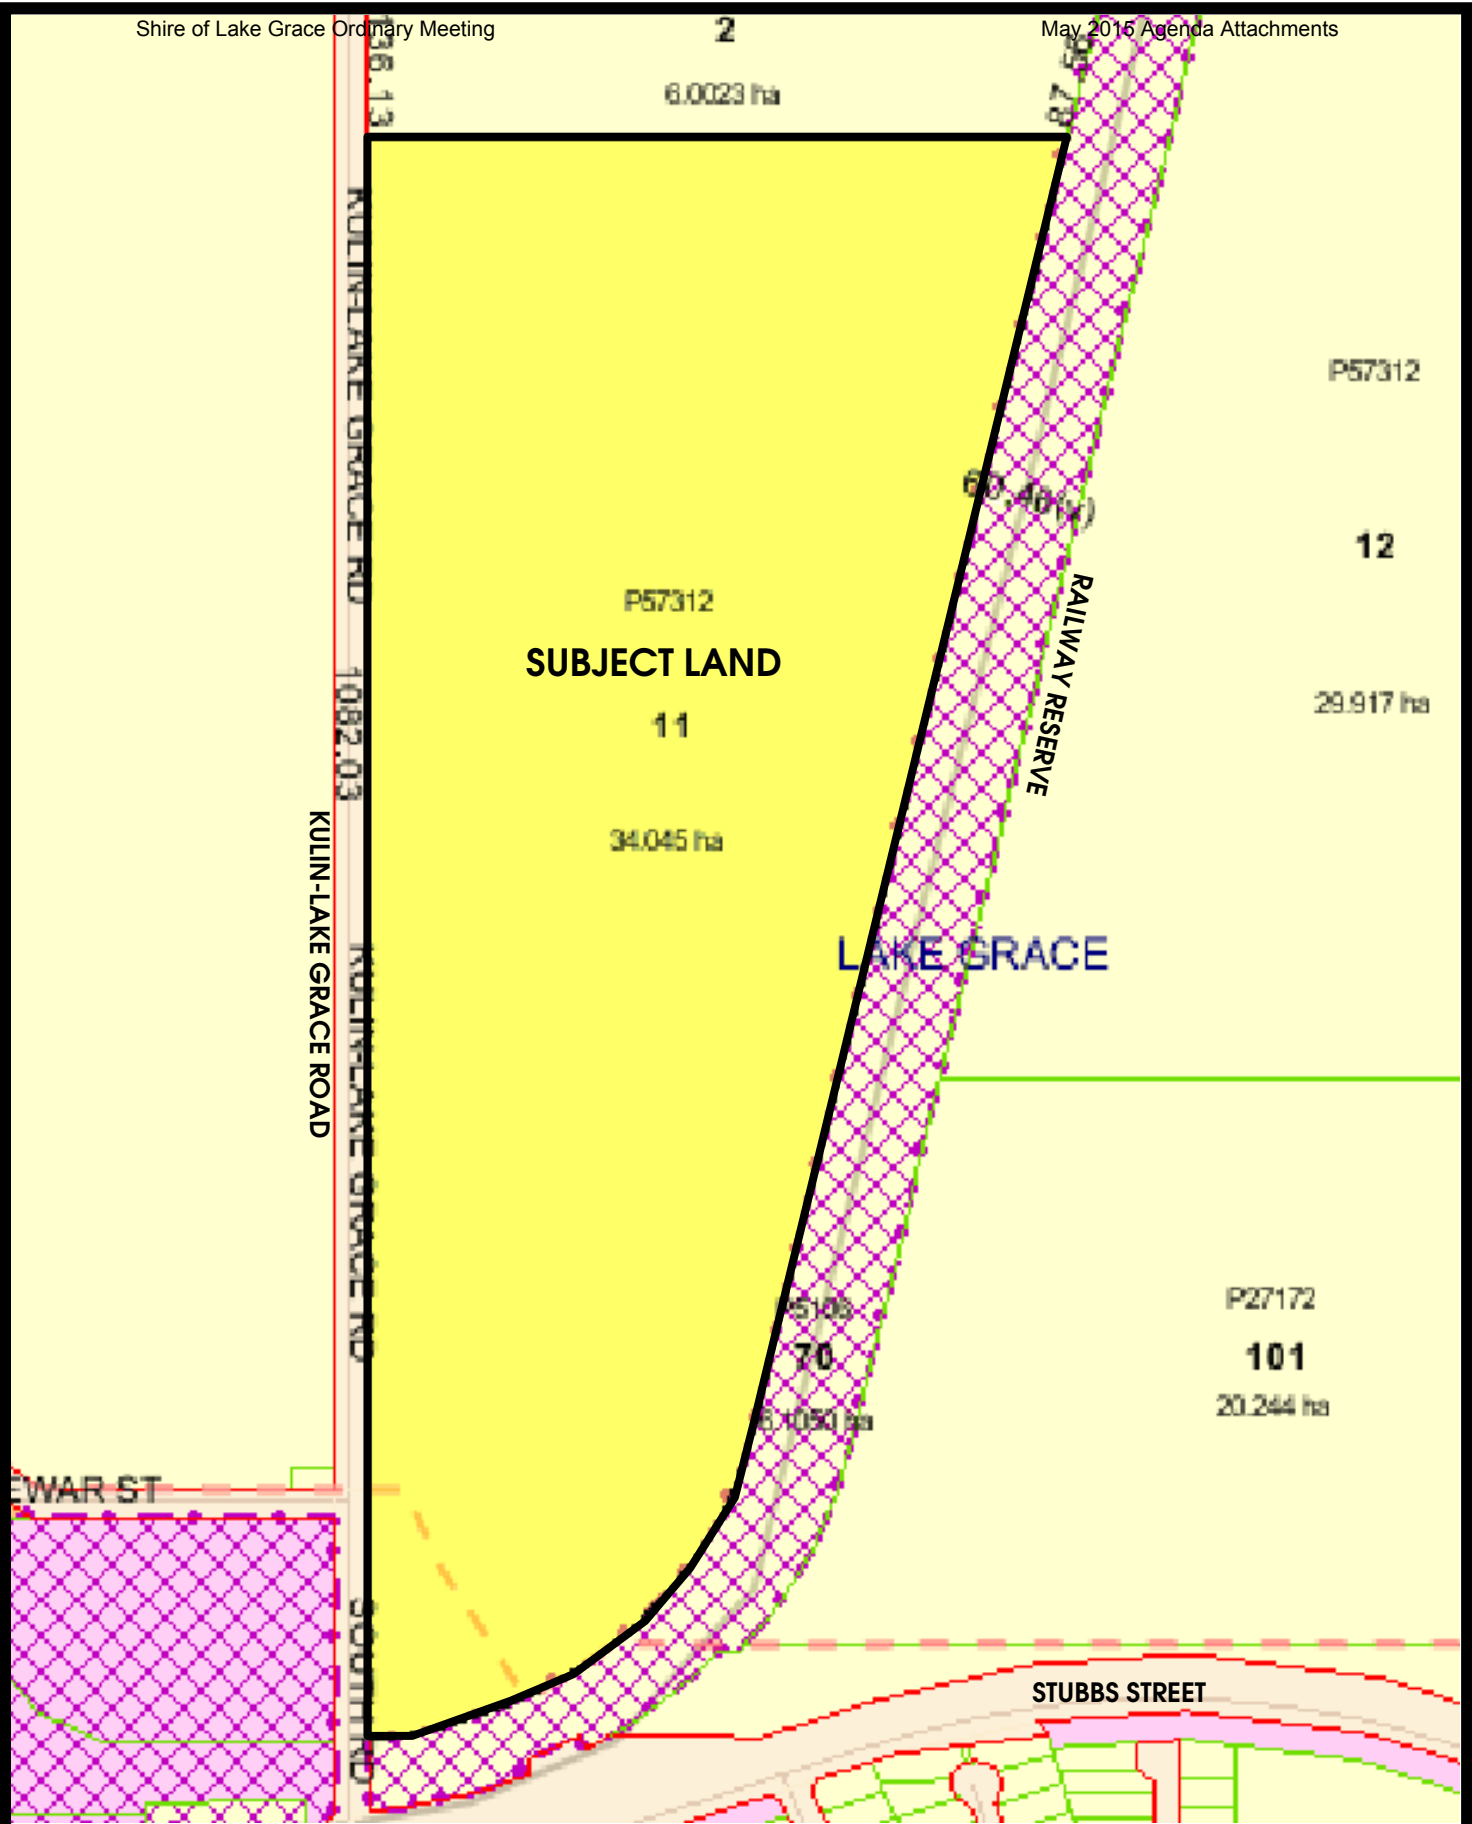 Shire of Lake Grace Ordinary Meeting
May 2015 Agenda Attachments
2
6.0023 ha
136.13
KULIN-LAKE GRACE RD
P57312
12
29.917 ha
P57312
SUBJECT LAND
11
34.045 ha
RAILWAY RESERVE
1082.03
KULIN-LAKE GRACE ROAD
LAKE GRACE
KULIN-LAKE GRACE RD
70
P27172
101
20.244 ha
EWAR ST
STUBBS STREET